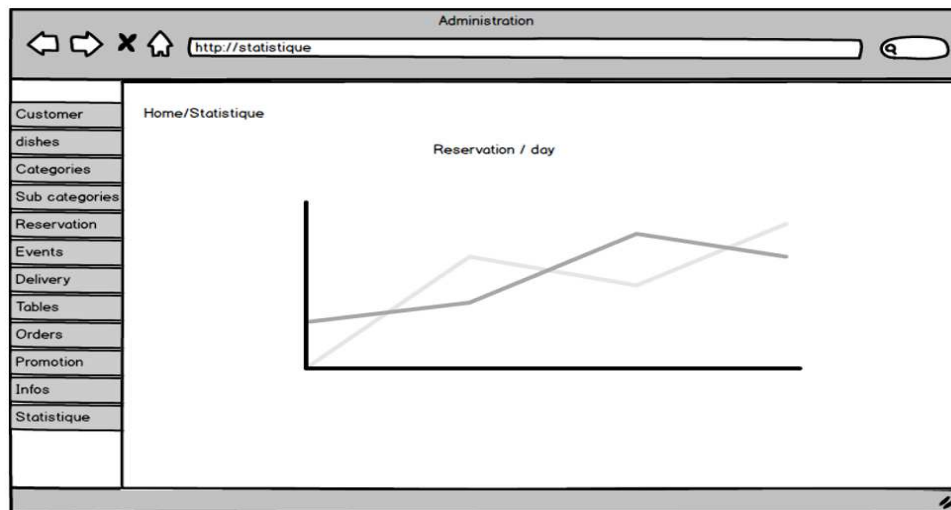 Administration
http://statistique
Customer
dishes
Categories
Sub categories
Reservation
Events
Delivery
Tables
Orders
Promotion
Infos
Statistique
Home/Statistique
Reservation / day